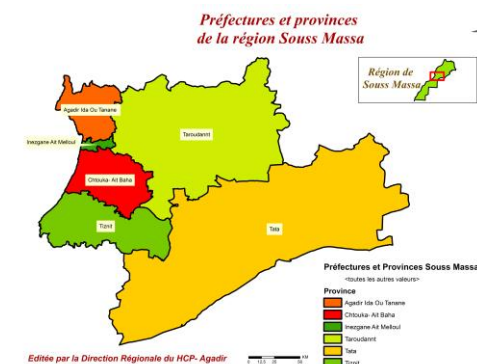 Préfectures et provinces
de la région Souss Massa
Région de
Souss Massa
Agadir Ida Ou Tanane
Taroudannt
Inezgane Ait Melloul
Chtouka- Ait Baha
Tiznit
Tata
Préfectures et Provinces Souss Massa
<toutes les autres valeurs>
Province
Agadir Ida Ou Tanane
Chtouka- Ait Baha
Inezgane Ait Melloul
Taroudannt
Tata
Tiznit
Editée par la Direction Régionale du HCP- Agadir